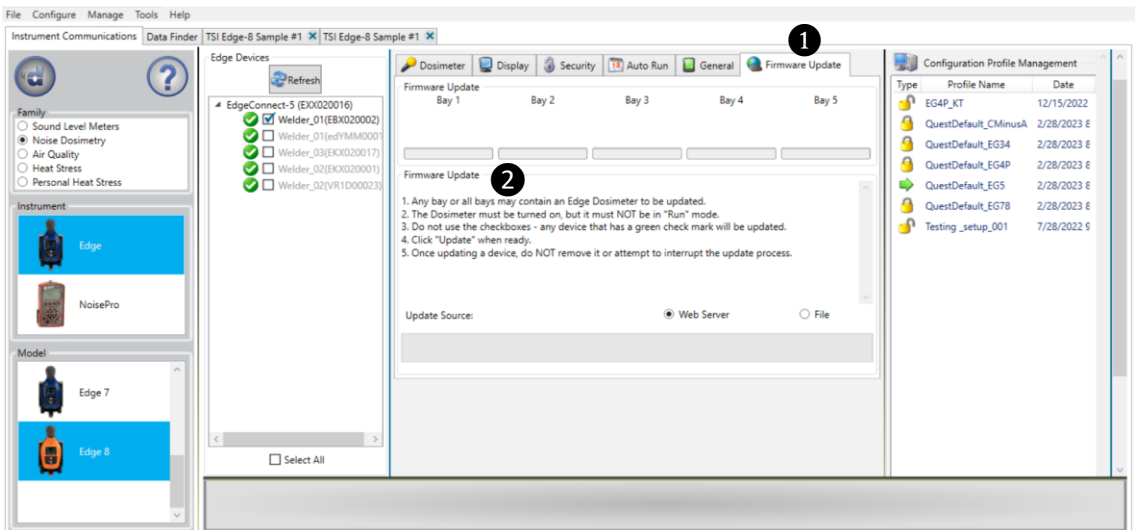 File Configure Manage Tools Help
Instrument Communications Data Finder TSI Edge-8 Sample #1 TSI Edge-8 Sample #1
1
Family
Sound Level Meters
Noise Dosimetry
Air Quality
Heat Stress
Personal Heat Stress
Instrument
Edge
NoisePro
Model
Edge 7
Edge 8
Edge Devices
Refresh
EdgeConnect-5 (EXX020016)
Welder_01(EBX020002)
Welder_01(edYMM0001
Welder_03(EKX020017)
Welder_02(EKX020001)
Welder_02(VR1D00023)
Select All
Dosimeter Display Security Auto Run General Firmware Update
Firmware Update
Bay 1 Bay 2 Bay 3 Bay 4 Bay 5
Firmware Update
2
1. Any bay or all bays may contain an Edge Dosimeter to be updated.
2. The Dosimeter must be turned on, but it must NOT be in "Run" mode.
3. Do not use the checkboxes - any device that has a green check mark will be updated.
4. Click "Update" when ready.
5. Once updating a device, do NOT remove it or attempt to interrupt the update process.
Update Source: Web Server File
Configuration Profile Management
Type Profile Name Date
EG4P_KT 12/15/2022
QuestDefault_CMinusA 2/28/2023 8
QuestDefault_EG34 2/28/2023 8
QuestDefault_EG4P 2/28/2023 8
QuestDefault_EG5 2/28/2023 8
QuestDefault_EG78 2/28/2023 8
Testing _setup_001 7/28/2022 9